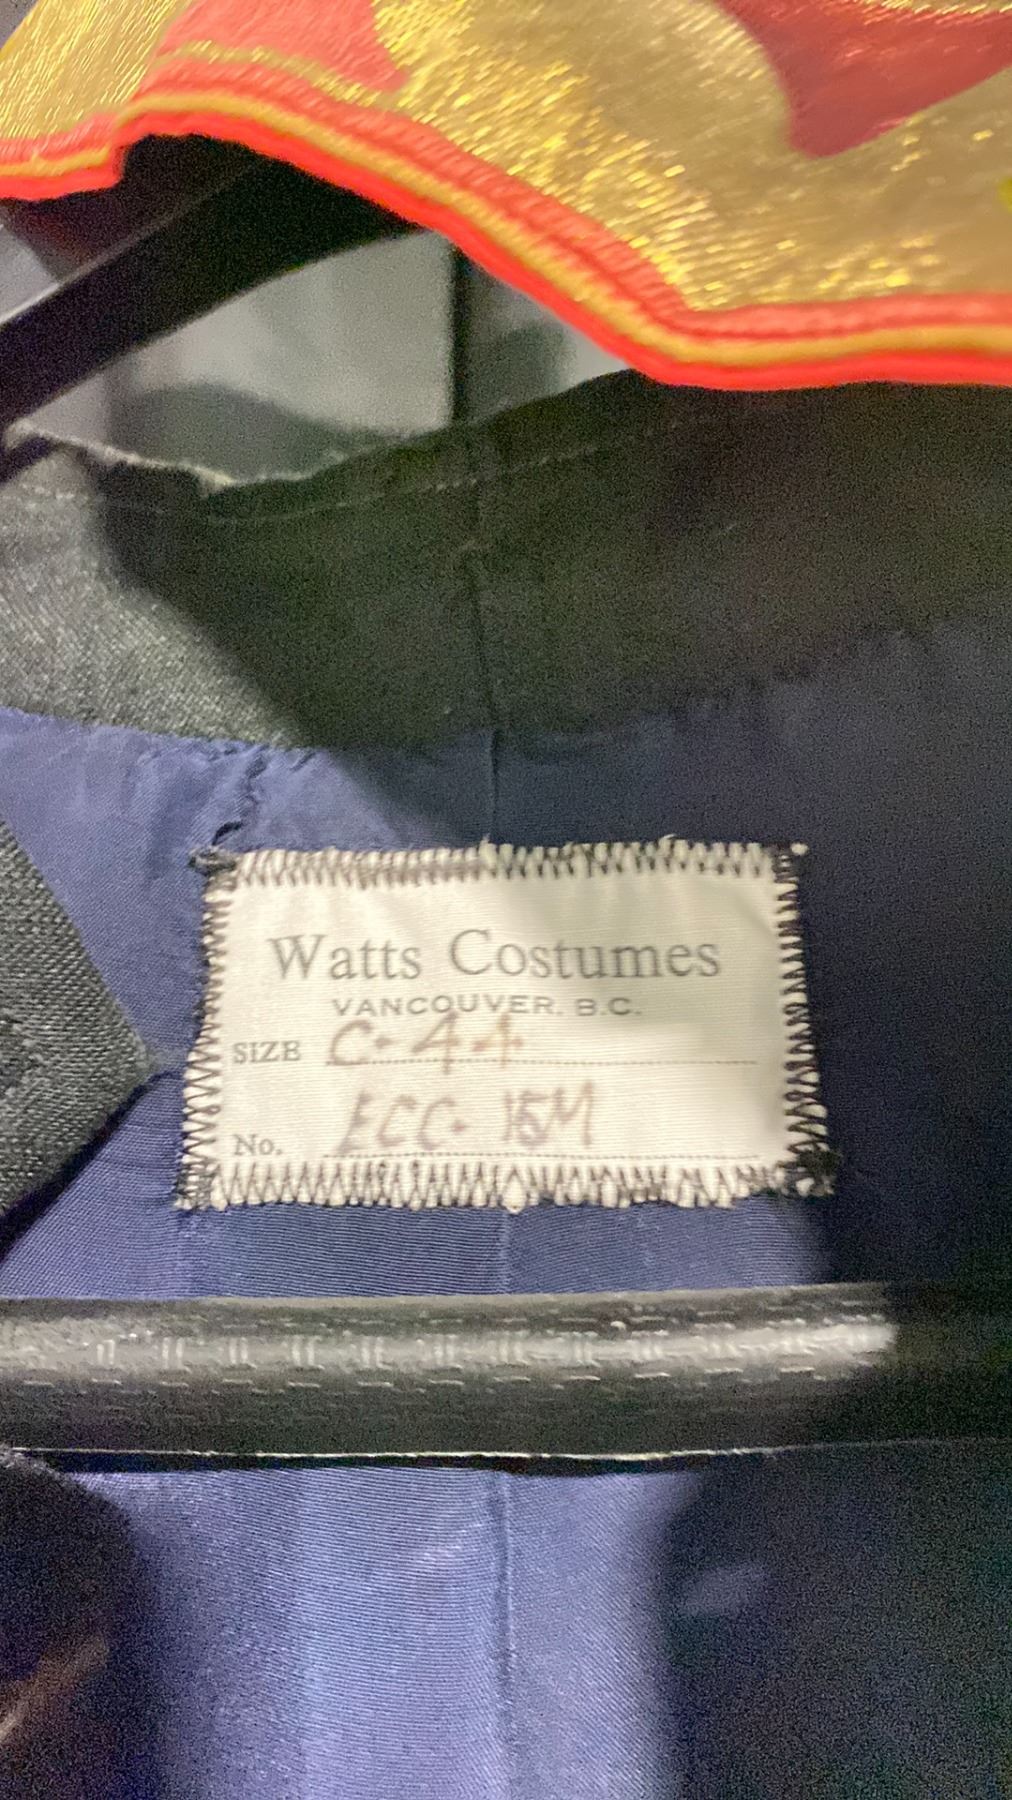 Watts Costumes
VANCOUVER, B.C.
SIZE C-44
No. ECC-15M